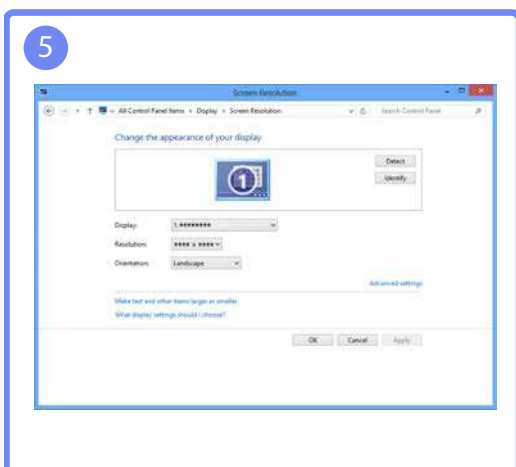 5
Screen Resolution
All Control Panel Items Display Screen Resolution
Search Control Panel
Change the appearance of your display
1
Detect
Identify
Display: 1.########
Resolution: #### x ####
Orientation: Landscape
Advanced settings
Make text and other items larger or smaller
What display settings should I choose?
OK Cancel Apply